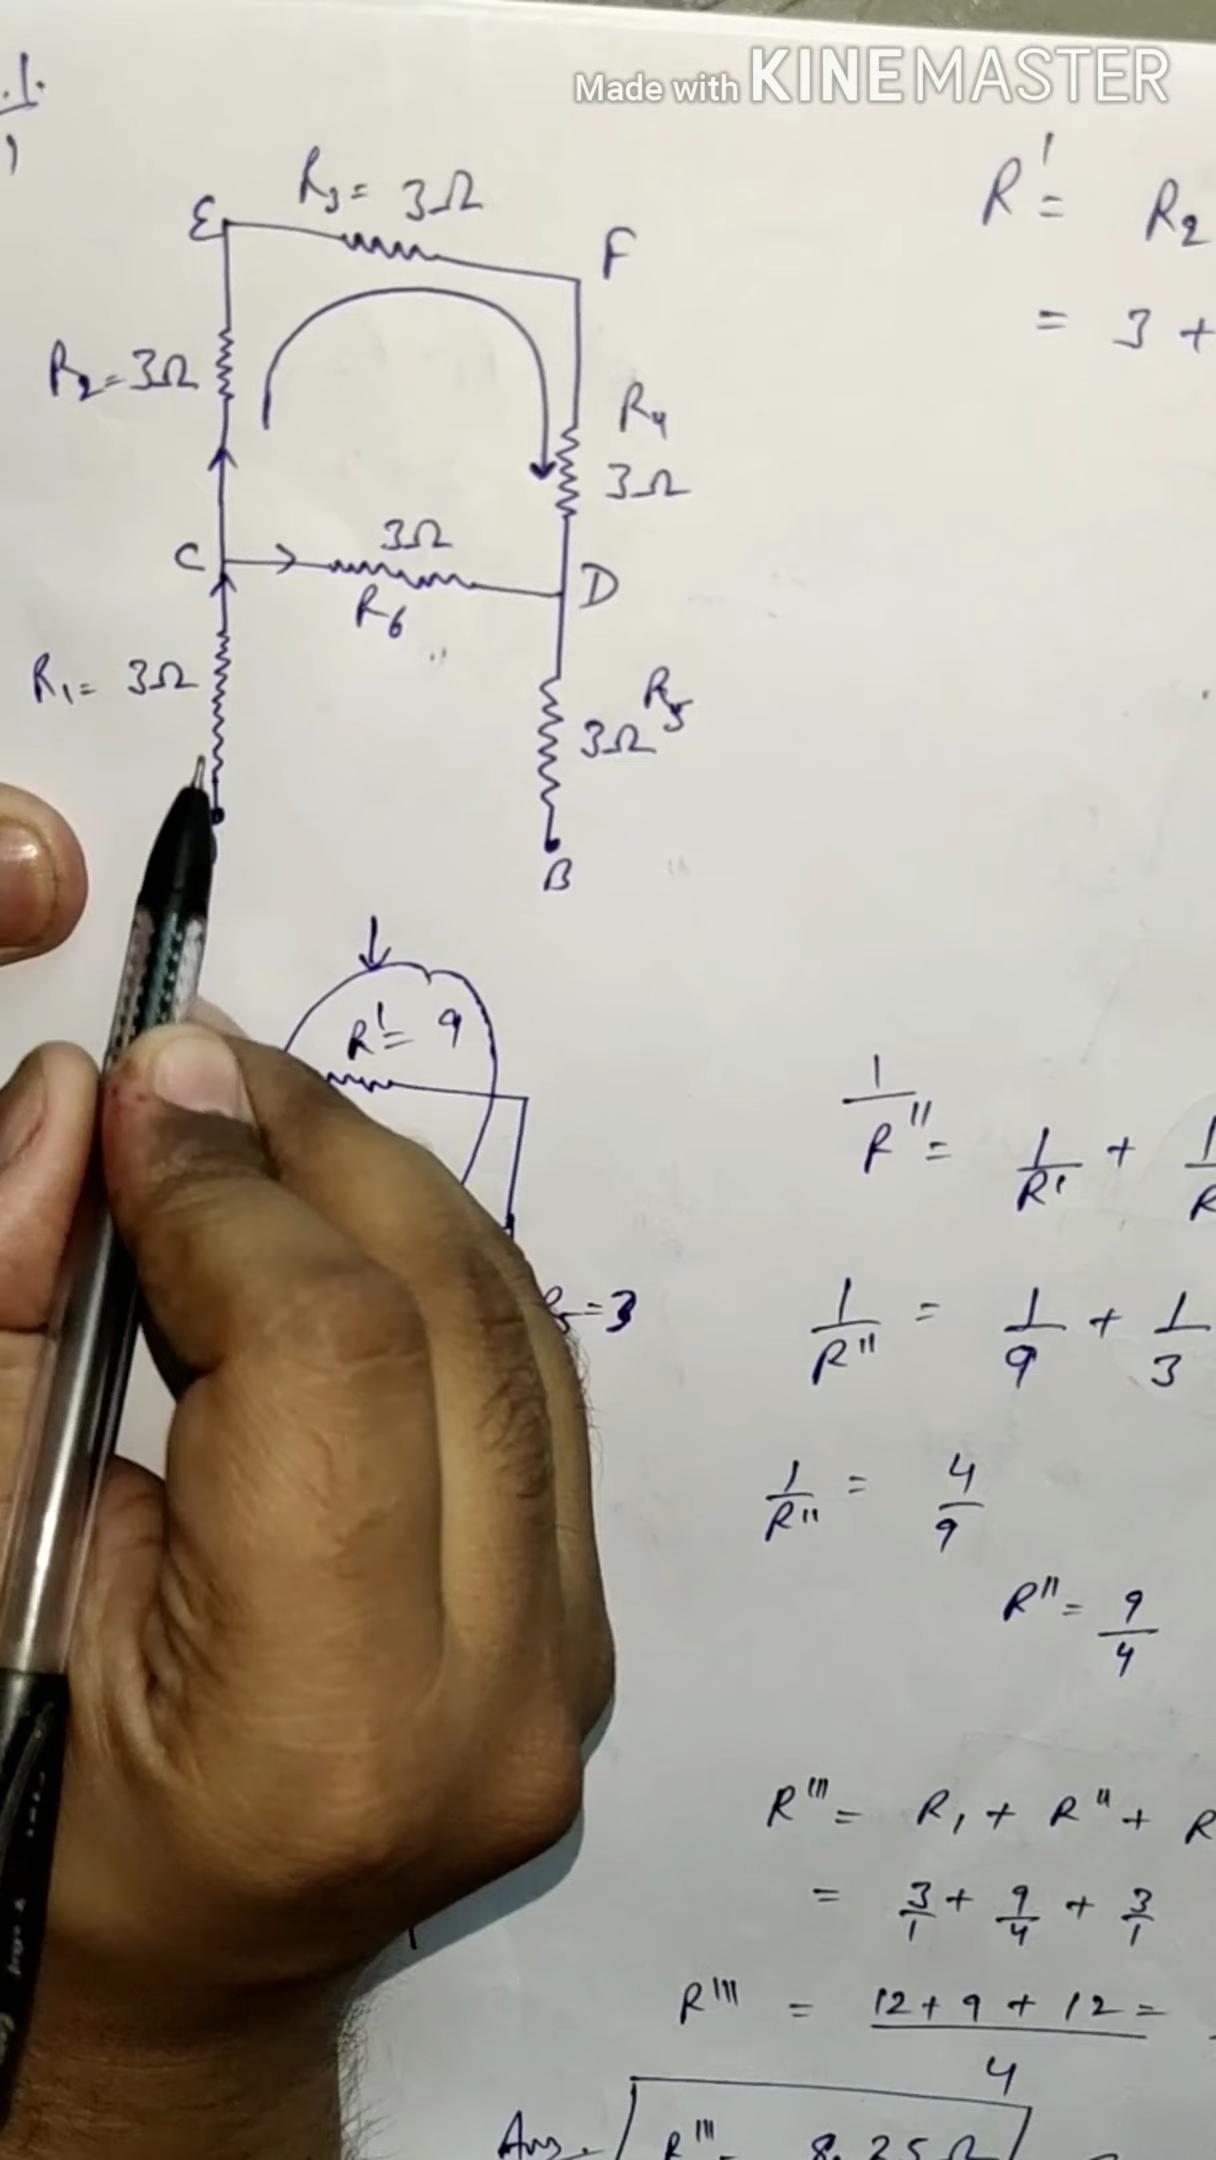 Made with KINEMASTER
R₃ = 3Ω
E
F
R₂ = 3Ω
R₄
3Ω
C
3Ω
D
R₆
R₁ = 3Ω
R₅
3Ω
B
R' = R₂
= 3 +
R' = 9
= 3
1/R'' = 1/R' + 1/R
1/R'' = 1/9 + 1/3
1/R'' = 4/9
R'' = 9/4
R''' = R₁ + R'' + R
= 3/1 + 9/4 + 3/1
R''' = 12 + 9 + 12 / 4 =
Ans. R''' = 8.25Ω